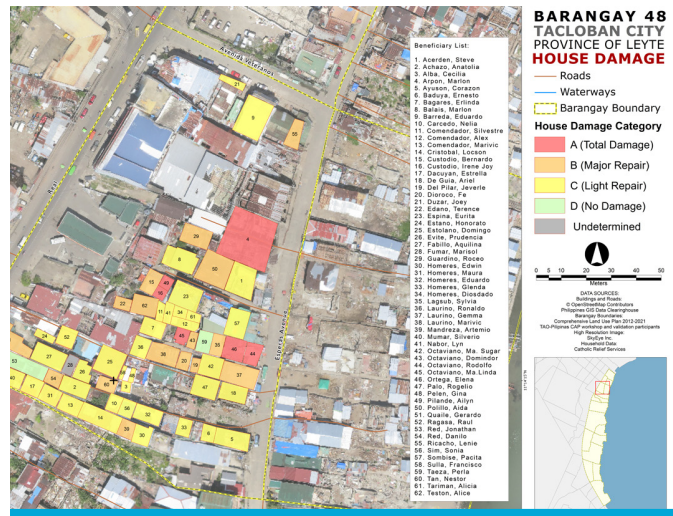 BARANGAY 48
TACLOBAN CITY
PROVINCE OF LEYTE
HOUSE DAMAGE
Roads
Waterways
Barangay Boundary
House Damage Category
A (Total Damage)
B (Major Repair)
C (Light Repair)
D (No Damage)
Undetermined
0 5 10 20 30 40 50
Meters
DATA SOURCES:
Buildings and Roads:
© OpenStreetMap Contributors
Philippines GIS Data Clearinghouse
Barangay Boundaries:
Comprehensive Land Use Plan 2012-2021
TAO-Pilipinas CAP workshop and validation participants
High Resolution Image:
SkyEye Inc.
Household Data:
Catholic Relief Services
Beneficiary List:
1. Acerden, Steve
2. Achazo, Anatolia
3. Alba, Cecilia
4. Arpon, Marlon
5. Ayuson, Corazon
6. Baduya, Ernesto
7. Bagares, Erlinda
8. Balais, Marlon
9. Barreda, Eduardo
10. Carcedo, Nelia
11. Comendador, Silvestre
12. Comendador, Alex
13. Comendador, Marivic
14. Cristobal, Locson
15. Custodio, Bernardo
16. Custodio, Irene Joy
17. Dacuyan, Estrella
18. De Guia, Ariel
19. Del Pilar, Jeverle
20. Dioroco, Fe
21. Duzar, Joey
22. Edano, Terence
23. Espina, Eurita
24. Estano, Honorato
25. Estolano, Domingo
26. Evite, Prudencia
27. Fabillo, Aquilina
28. Fumar, Marisol
29. Guardino, Roceo
30. Homeres, Edwin
31. Homeres, Maura
32. Homeres, Eduardo
33. Homeres, Glenda
34. Homeres, Diosdado
35. Lagsub, Sylvia
36. Laurino, Ronaldo
37. Laurino, Gemma
38. Laurino, Marivic
39. Mandreza, Artemio
40. Mumar, Silverio
41. Nabor, Lyn
42. Octaviano, Ma. Sugar
43. Octaviano, Domindor
44. Octaviano, Rodolfo
45. Octaviano, Ma.Linda
46. Ortega, Elena
47. Palo, Rogelio
48. Pelen, Gina
49. Pilande, Ailyn
50. Polillo, Aida
51. Quaile, Gerardo
52. Ragasa, Raul
53. Red, Jonathan
54. Red, Danilo
55. Ricacho, Lenie
56. Sim, Sonia
57. Sombise, Pacita
58. Sulla, Francisco
59. Taeza, Perla
60. Tan, Nestor
61. Tariman, Alicia
62. Teston, Alice